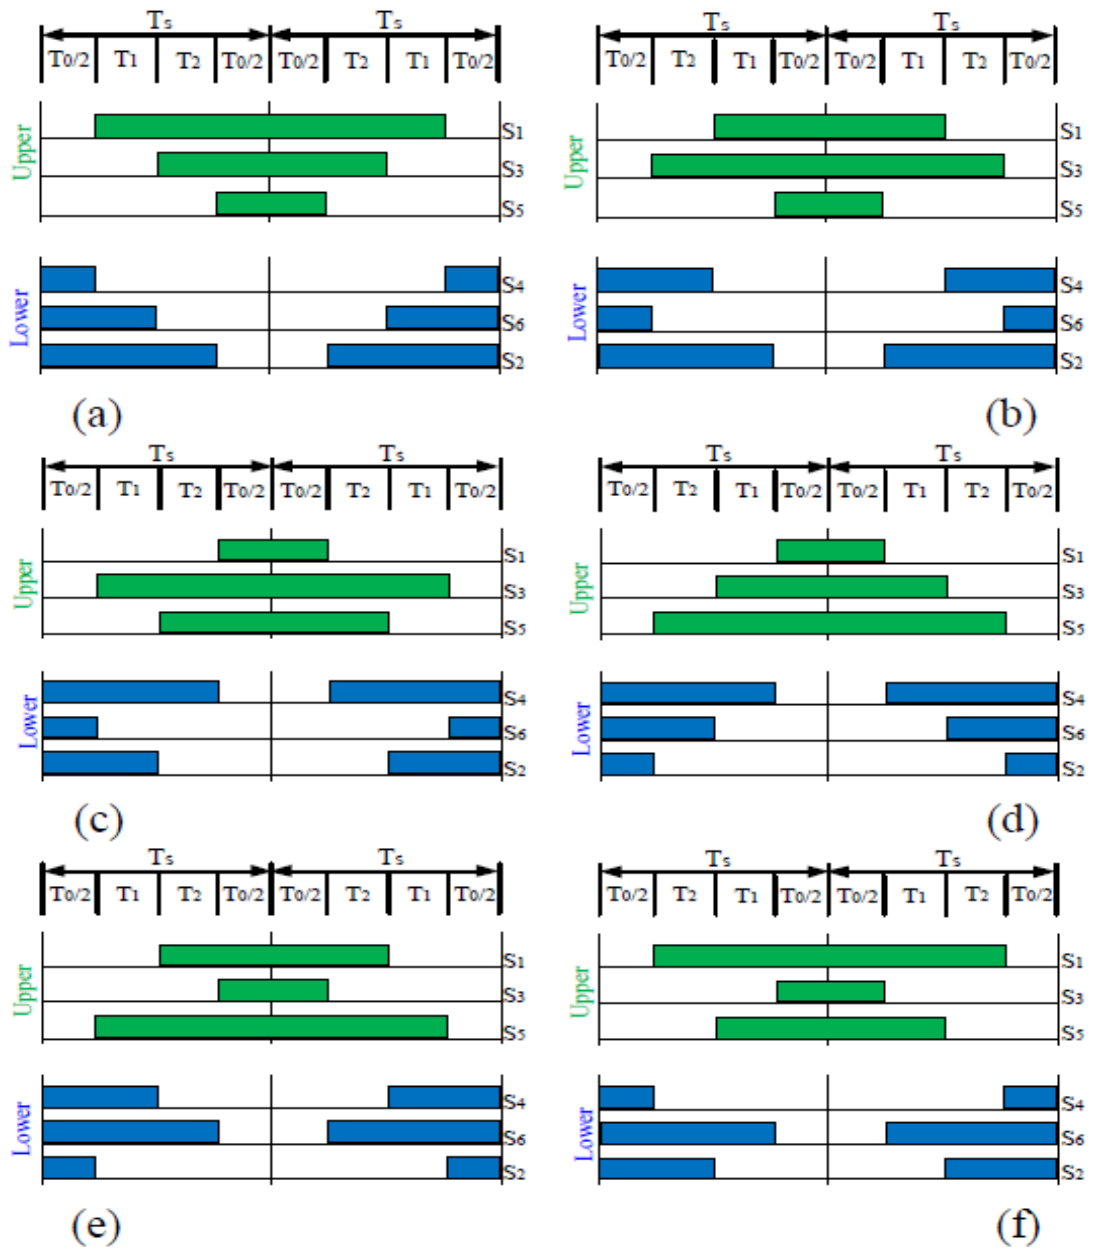 Ts Ts Ts Ts
T0/2 T1 T2 T0/2 T0/2 T2 T1 T0/2 T0/2 T2 T1 T0/2 T0/2 T1 T2 T0/2
Upper S1 S3 S5 Upper S1 S3 S5
Lower S4 S6 S2 Lower S4 S6 S2
(a) (b)
Ts Ts Ts Ts
T0/2 T1 T2 T0/2 T0/2 T2 T1 T0/2 T0/2 T2 T1 T0/2 T0/2 T1 T2 T0/2
Upper S1 S3 S5 Upper S1 S3 S5
Lower S4 S6 S2 Lower S4 S6 S2
(c) (d)
Ts Ts Ts Ts
T0/2 T1 T2 T0/2 T0/2 T2 T1 T0/2 T0/2 T2 T1 T0/2 T0/2 T1 T2 T0/2
Upper S1 S3 S5 Upper S1 S3 S5
Lower S4 S6 S2 Lower S4 S6 S2
(e) (f)